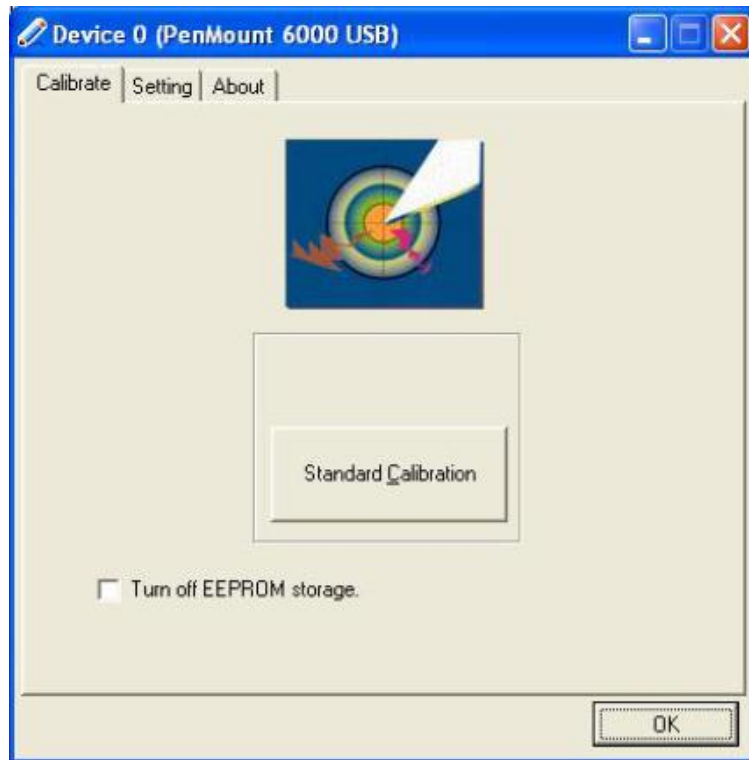 Device 0 (PenMount 6000 USB)
Calibrate Setting About
Standard Calibration
Turn off EEPROM storage.
OK